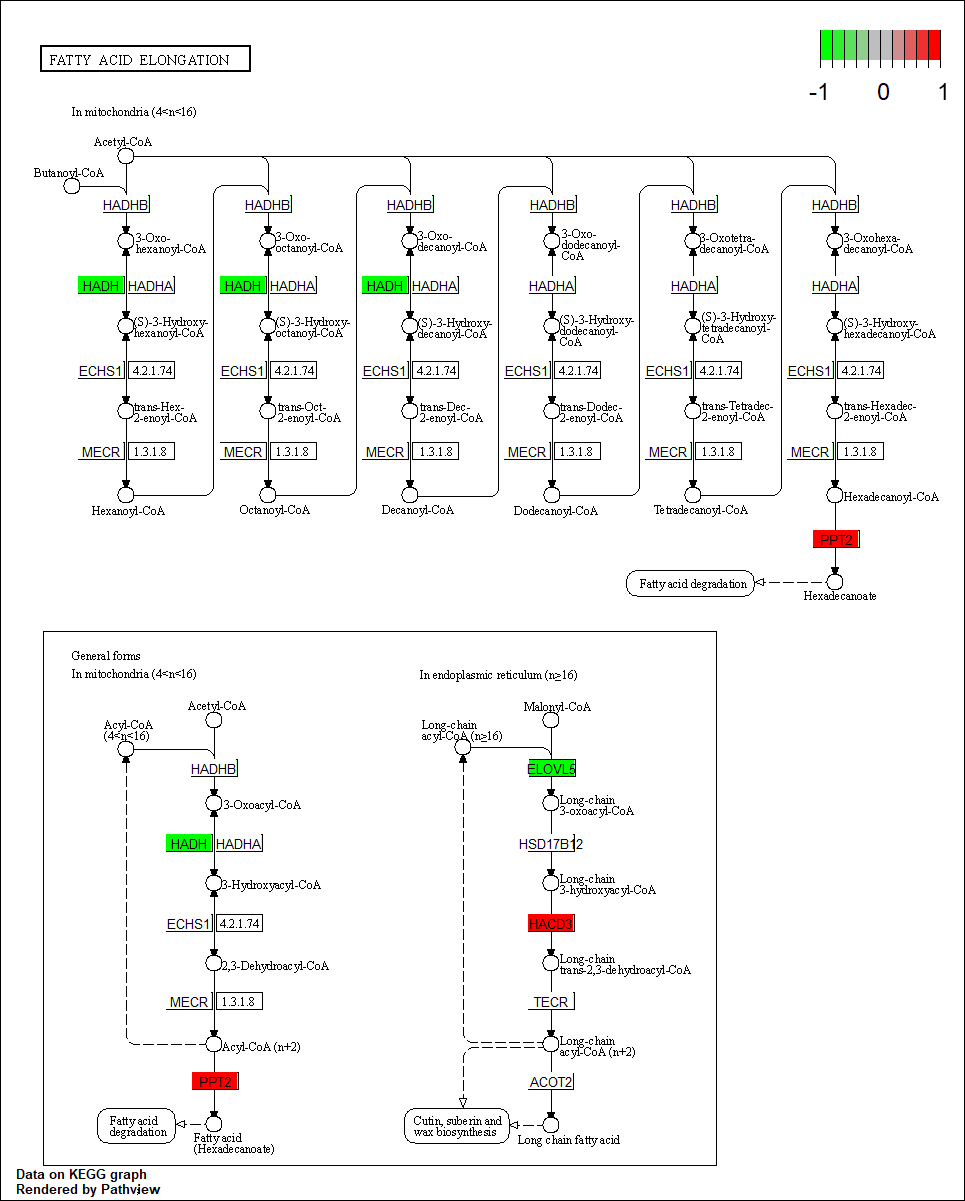 FATTY ACID ELONGATION
-1 0 1
In mitochondria (4<n<16)
Acetyl-CoA
Butanoyl-CoA
HADHB HADHB HADHB HADHB HADHB HADHB
3-Oxo-
hexanoyl-CoA
3-Oxo-
octanoyl-CoA
3-Oxo-
decanoyl-CoA
3-Oxo-
dodecanoyl-
CoA
3-Oxotetra-
decanoyl-CoA
3-Oxohexa-
decanoyl-CoA
HADH HADHA HADH HADHA HADH HADHA HADHA HADHA HADHA
(S)-3-Hydroxy-
hexanoyl-CoA
(S)-3-Hydroxy-
octanoyl-CoA
(S)-3-Hydroxy-
decanoyl-CoA
(S)-3-Hydroxy-
dodecanoyl-
CoA
(S)-3-Hydroxy-
tetradecanoyl-
CoA
(S)-3-Hydroxy-
hexadecanoyl-CoA
ECHS1 4.2.1.74 ECHS1 4.2.1.74 ECHS1 4.2.1.74 ECHS1 4.2.1.74 ECHS1 4.2.1.74 ECHS1 4.2.1.74
trans-Hex-
2-enoyl-CoA
trans-Oct-
2-enoyl-CoA
trans-Dec-
2-enoyl-CoA
trans-Dodec-
2-enoyl-CoA
trans-Tetradec-
2-enoyl-CoA
trans-Hexadec-
2-enoyl-CoA
MECR 1.3.1.8 MECR 1.3.1.8 MECR 1.3.1.8 MECR 1.3.1.8 MECR 1.3.1.8 MECR 1.3.1.8
Hexanoyl-CoA
Octanoyl-CoA
Decanoyl-CoA
Dodecanoyl-CoA
Tetradecanoyl-CoA
Hexadecanoyl-CoA
PPT2
Fatty acid degradation
Hexadecanoate
General forms
In mitochondria (4<n<16)
Acetyl-CoA
Acyl-CoA
(4<n<16)
HADHB
3-Oxoacyl-CoA
HADH HADHA
3-Hydroxyacyl-CoA
ECHS1 4.2.1.74
2,3-Dehydroacyl-CoA
MECR 1.3.1.8
Acyl-CoA (n+2)
PPT2
Fatty acid
degradation
Fatty acid
(Hexadecanoate)
In endoplasmic reticulum (n≥16)
Malonyl-CoA
Long-chain
acyl-CoA (n≥16)
ELOVL5
Long-chain
3-oxoacyl-CoA
HSD17B12
Long-chain
3-hydroxyacyl-CoA
HACD3
Long-chain
trans-2,3-dehydroacyl-CoA
TECR
Long-chain
acyl-CoA (n+2)
ACOT2
Cutin, suberin and
wax biosynthesis
Long chain fatty acid
Data on KEGG graph
Rendered by Pathview